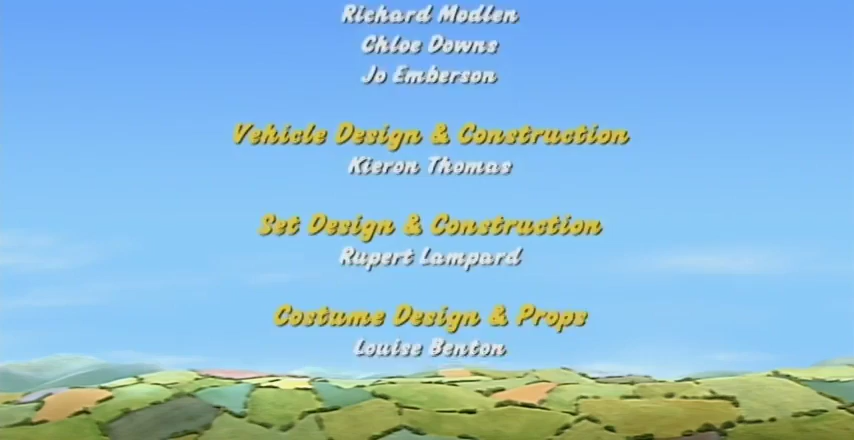 Richard Modlen
Chloe Downs
Jo Emberson
Vehicle Design & Construction
Kieron Thomas
Set Design & Construction
Rupert Lampard
Costume Design & Props
Louise Benton